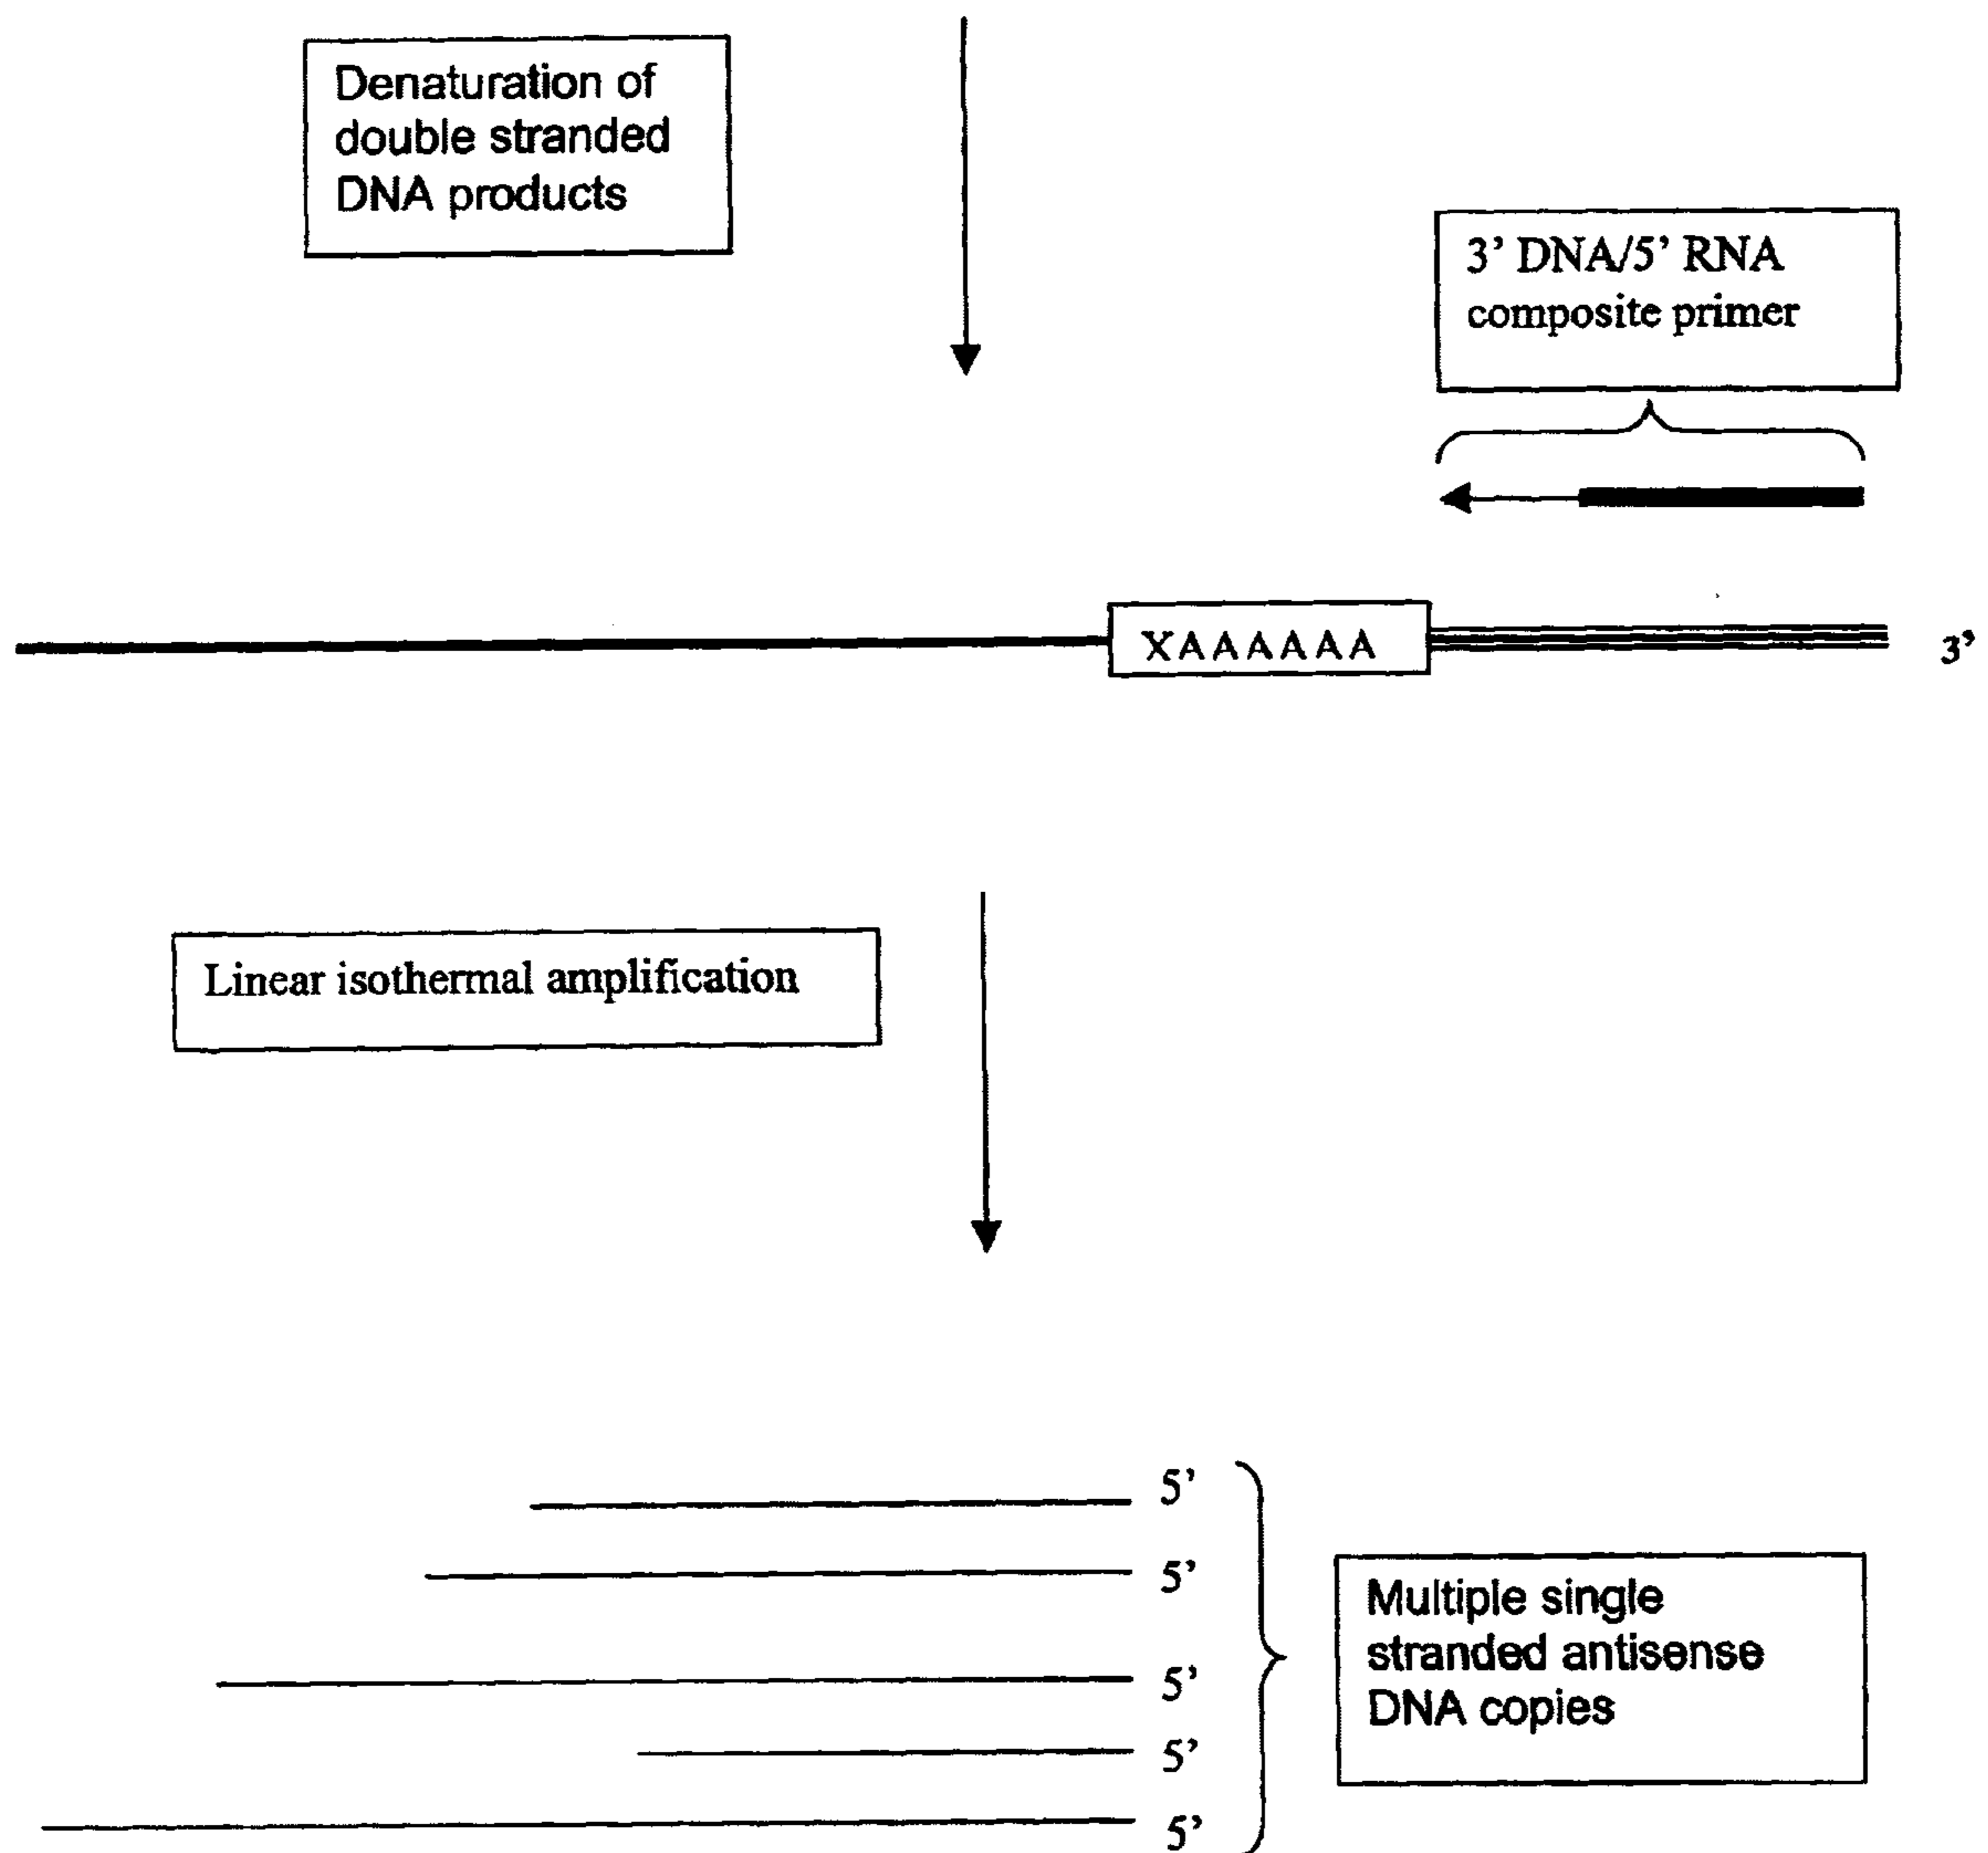 Denaturation of
double stranded
DNA products
3' DNA/5' RNA
composite primer
XAAAAAA
3'
Linear isothermal amplification
5'
5'
5'
5'
5'
Multiple single
stranded antisense
DNA copies